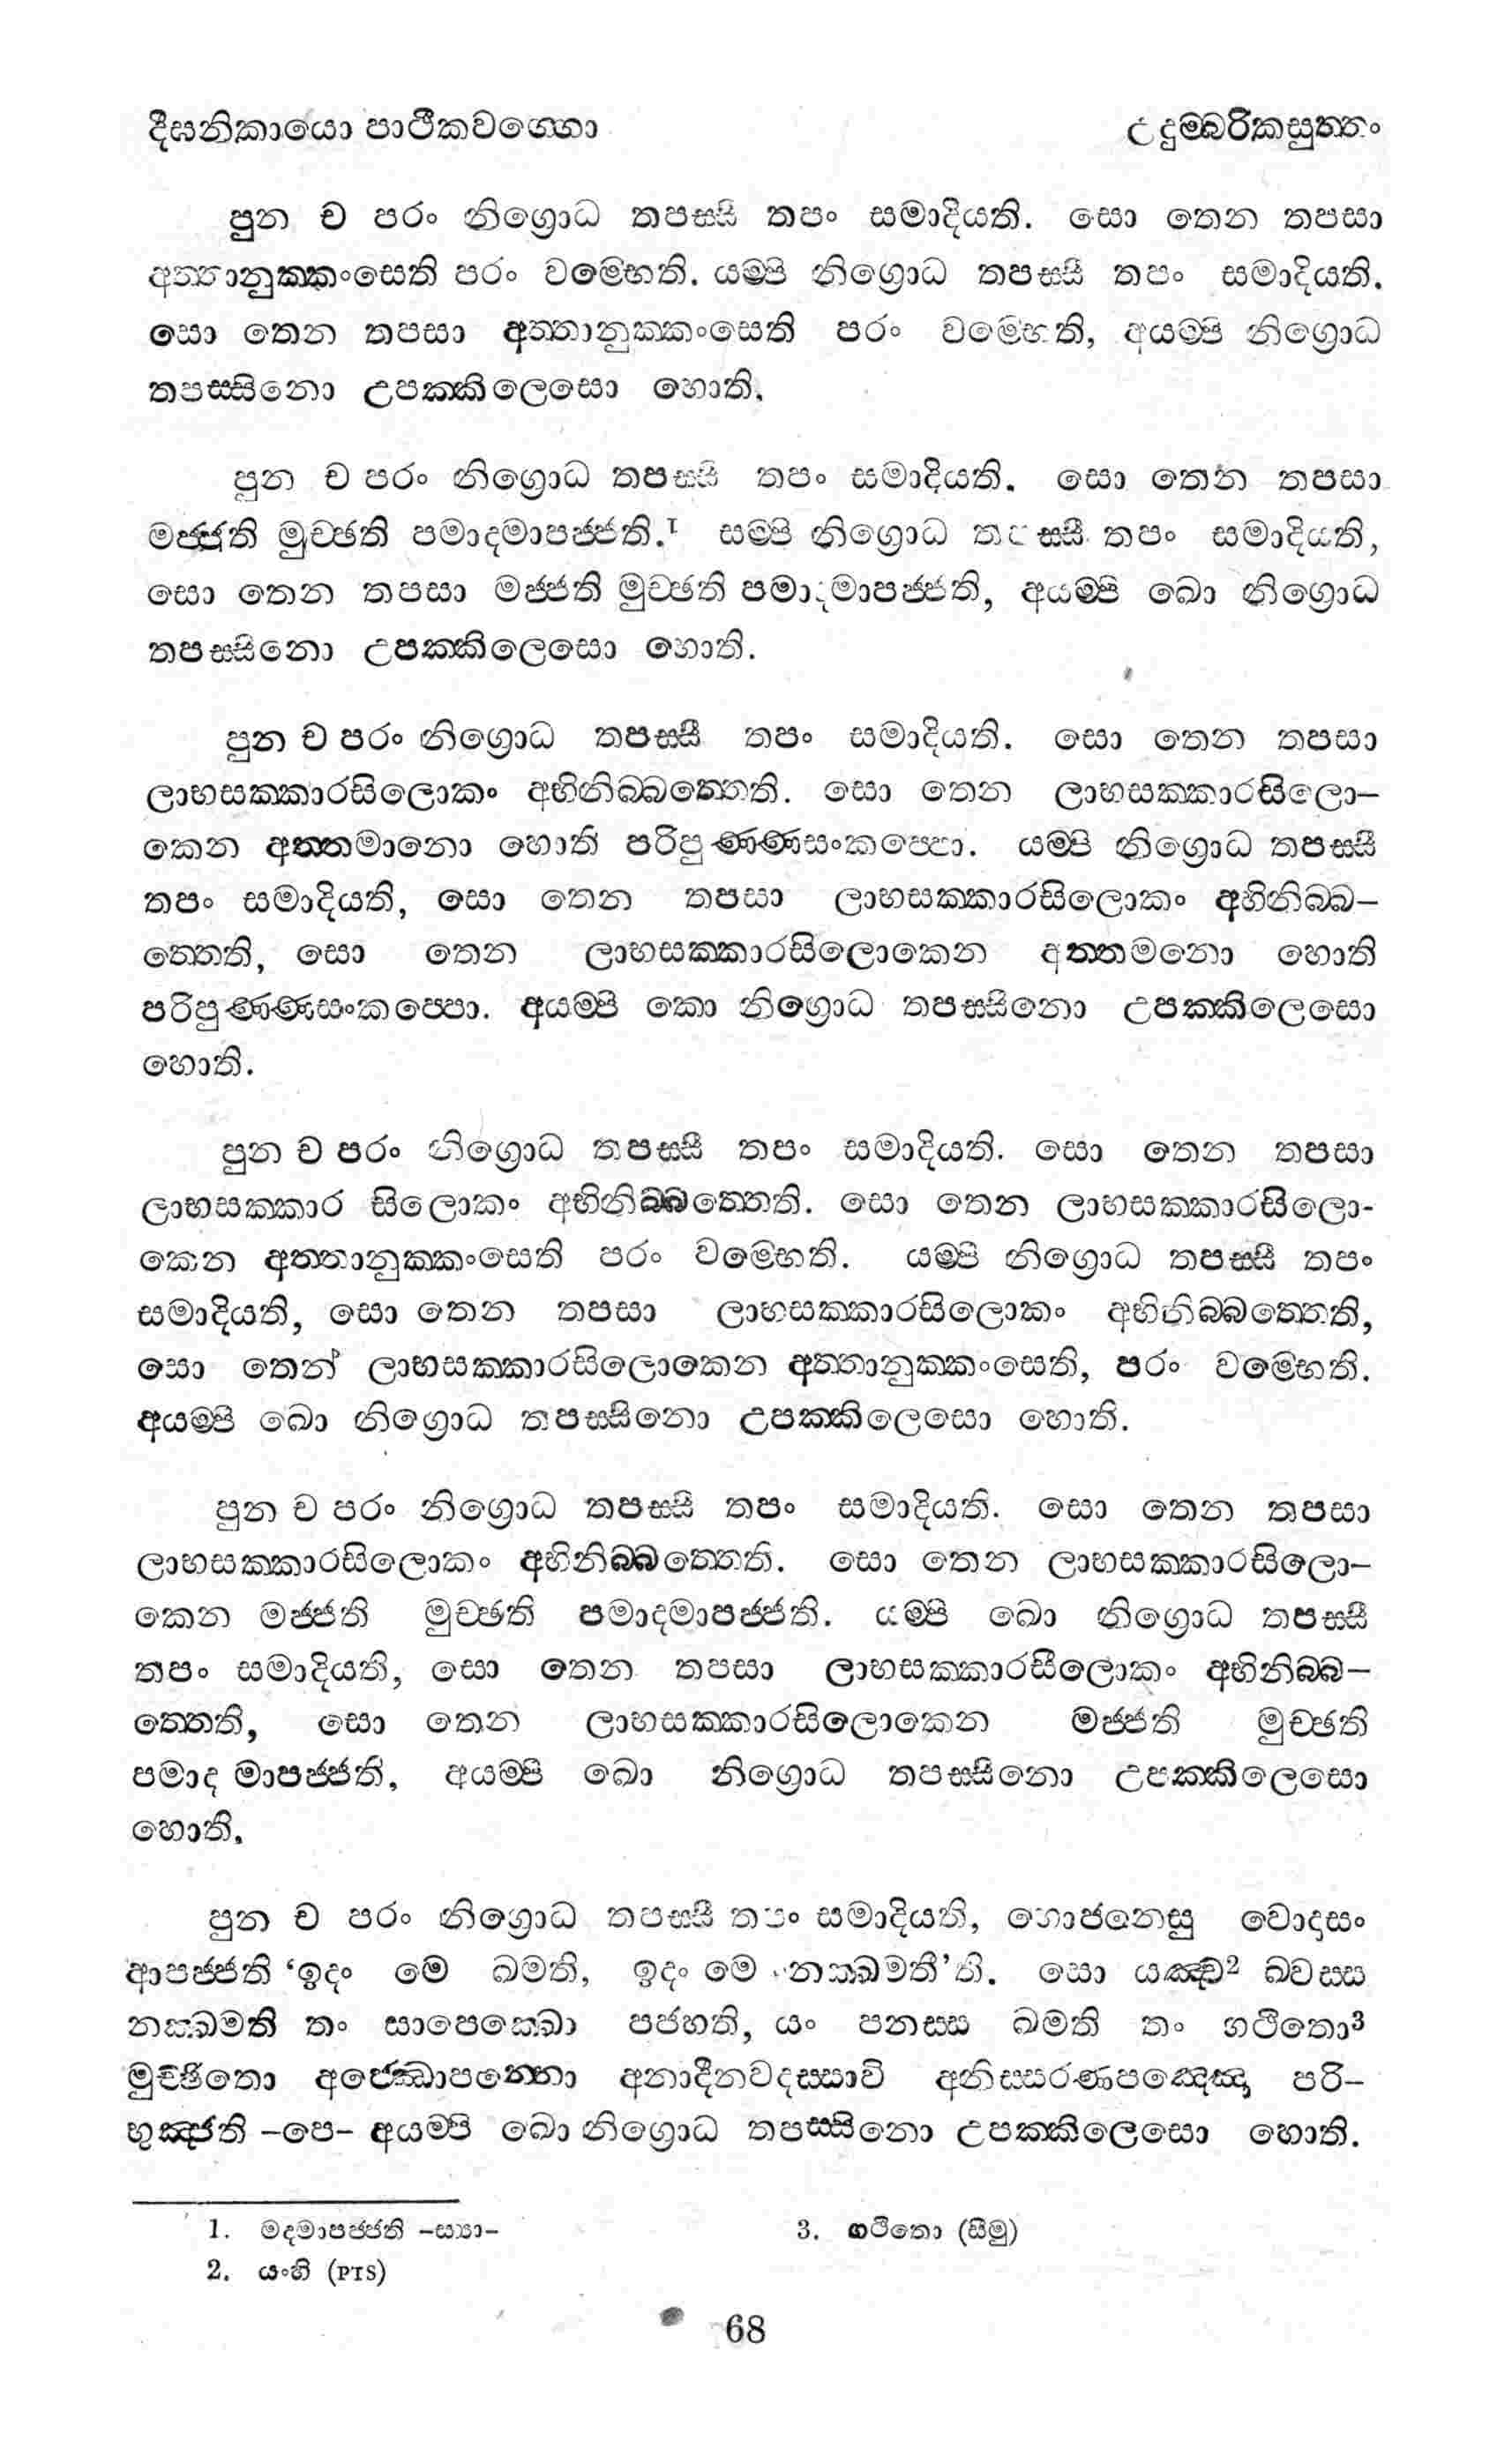 දීඝනිකායො පාථිකවග්ගො උදුම්බරිකසුත්තං
පුන ච පරං නිග්‍රොධ තපස්සී තපං සමාදියති. සො තෙන තපසා
අත්තානුක්කංසෙති පරං වම්භෙති. යම්පි නිග්‍රොධ තපස්සී තපං සමාදියති.
සො තෙන තපසා අත්තානුක්කංසෙති පරං වම්භෙති, අයම්පි නිග්‍රොධ
තපස්සිනො උපක්කිලෙසො හොති.
පුන ච පරං නිග්‍රොධ තපස්සී තපං සමාදියති. සො තෙන තපසා
මජ්ජති මුච්ඡති පමාදමාපජ්ජති.1 සම්පි නිග්‍රොධ තපස්සී තපං සමාදියති,
සො තෙන තපසා මජ්ජති මුච්ඡති පමාදමාපජ්ජති, අයම්පි ඛො නිග්‍රොධ
තපස්සිනො උපක්කිලෙසො හොති.
පුන ච පරං නිග්‍රොධ තපස්සී තපං සමාදියති. සො තෙන තපසා
ලාභසක්කාරසිලොකං අභිනිබ්බත්තෙති. සො තෙන ලාභසක්කාරසිලො–
කෙන අත්තමානො හොති පරිපුණ්ණසංකප්පො. යම්පි නිග්‍රොධ තපස්සී
තපං සමාදියති, සො තෙන තපසා ලාභසක්කාරසිලොකං අභිනිබ්බ–
ත්තෙති, සො තෙන ලාභසක්කාරසිලොකෙන අත්තමනො හොති
පරිපුණ්ණසංකප්පො. අයම්පි කො නිග්‍රොධ තපස්සිනො උපක්කිලෙසො
හොති.
පුන ච පරං නිග්‍රොධ තපස්සී තපං සමාදියති. සො තෙන තපසා
ලාභසක්කාර සිලොකං අභිනිබ්බත්තෙති. සො තෙන ලාභසක්කාරසිලො-
කෙන අත්තානුක්කංසෙති පරං වම්භෙති. යම්පි නිග්‍රොධ තපස්සී තපං
සමාදියති, සො තෙන තපසා ලාභසක්කාරසිලොකං අභිනිබ්බත්තෙති,
සො තෙන් ලාභසක්කාරසිලොකෙන අත්තානුක්කංසෙති, පරං වම්භෙති.
අයම්පි ඛො නිග්‍රොධ තපස්සිනො උපක්කිලෙසො හොති.
පුන ච පරං නිග්‍රොධ තපස්සී තපං සමාදියති. සො තෙන තපසා
ලාභසක්කාරසිලොකං අභිනිබ්බත්තෙති. සො තෙන ලාභසක්කාරසිලො–
කෙන මජ්ජති මුච්ඡති පමාදමාපජ්ජති. යම්පි ඛො නිග්‍රොධ තපස්සී
තපං සමාදියති, සො තෙන තපසා ලාභසක්කාරසීලොකං අභිනිබ්බ–
ත්තෙති, සො තෙන ලාභසක්කාරසිලොකෙන මජ්ජති මුච්ඡති
පමාද මාපජ්ජති, අයම්පි ඛො නිග්‍රොධ තපස්සිනො උපක්කිලෙසො
හොති.
පුන ච පරං නිග්‍රොධ තපස්සී තපං සමාදියති, භොජනෙසු වොදාසං
ආපජ්ජති ‘ඉදං මෙ ඛමති, ඉදං මෙ නක්ඛමතී’ති. සො යඤ්ච2 ඛ්වස්ස
නක්ඛමති තං සාපෙක්ඛො පජහති, යං පනස්ස ඛමති තං ගථිතො3
මුච්ඡිතො අජ්ඣොපන්නො අනාදීනවදස්සාවි අනිස්සරණපඤ්ඤො පරි–
භුඤ්ජති –පෙ– අයම්පි ඛො නිග්‍රොධ තපස්සිනො උපක්කිලෙසො හොති.
1. මදමාපජ්ජති –ස්‍යා–
3. ගථිතො (සීමු)
2. යංහි (PTS)
68